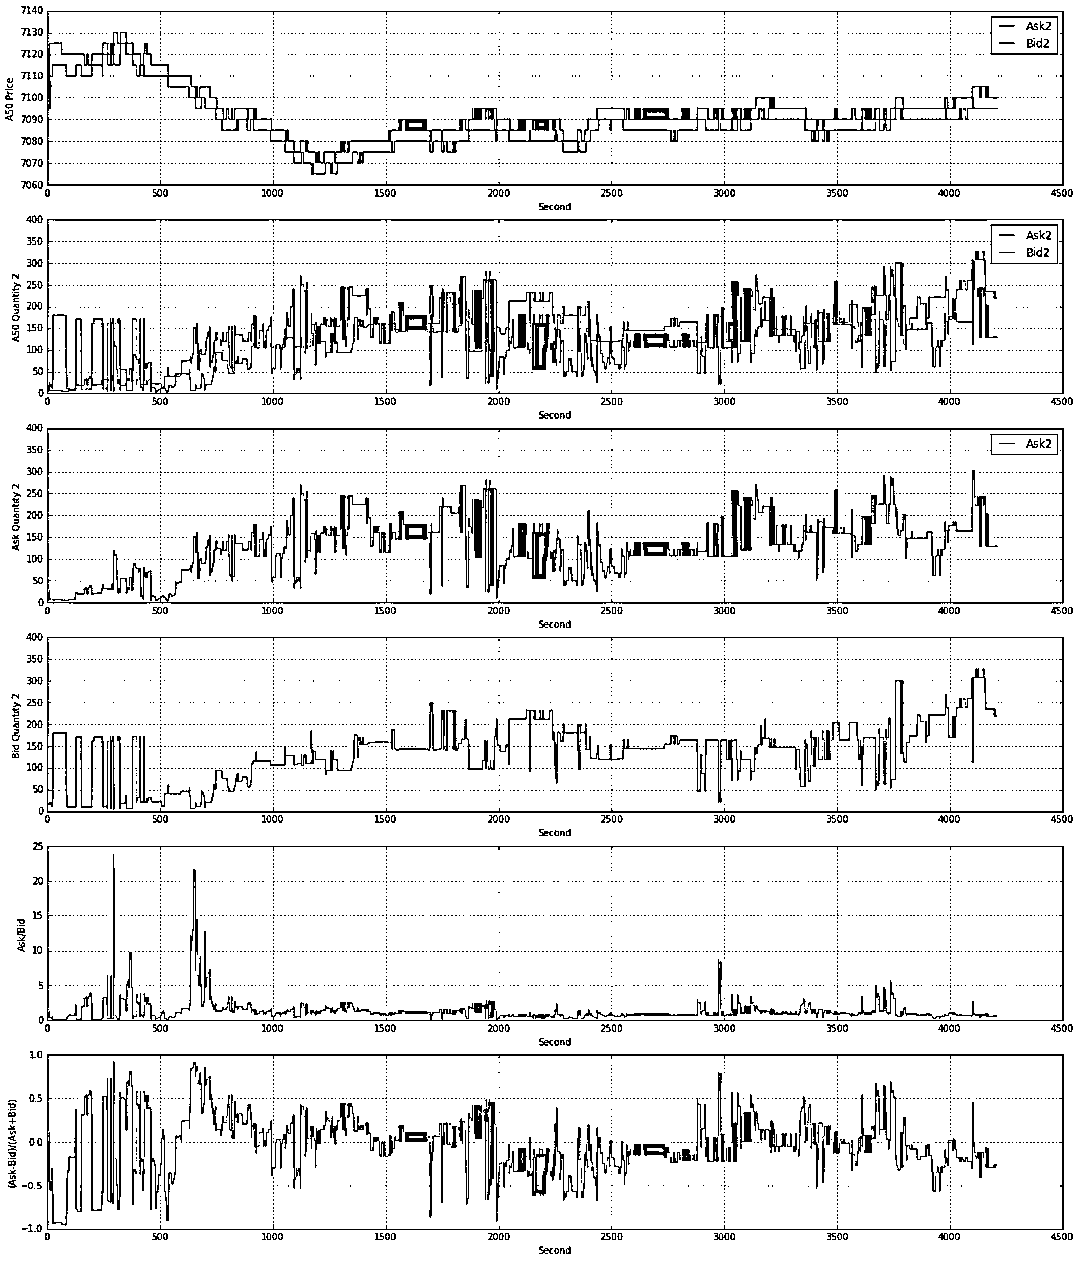 7140
7130
7120
7110
7100
7090
7080
7070
7060
A50 Price
Ask2
Bid2
0 500 1000 1500 2000 2500 3000 3500 4000 4500
Second
400
350
300
250
200
150
100
50
0
A50 Quantity 2
Ask2
Bid2
0 500 1000 1500 2000 2500 3000 3500 4000 4500
Second
400
350
300
250
200
150
100
50
0
Ask Quantity 2
Ask2
0 500 1000 1500 2000 2500 3000 3500 4000 4500
Second
400
350
300
250
200
150
100
50
0
Bid Quantity 2
0 500 1000 1500 2000 2500 3000 3500 4000 4500
Second
25
20
15
10
5
0
Ask/Bid
0 500 1000 1500 2000 2500 3000 3500 4000 4500
Second
1.0
0.5
0.0
−0.5
−1.0
(Ask-Bid)/(Ask+Bid)
0 500 1000 1500 2000 2500 3000 3500 4000 4500
Second